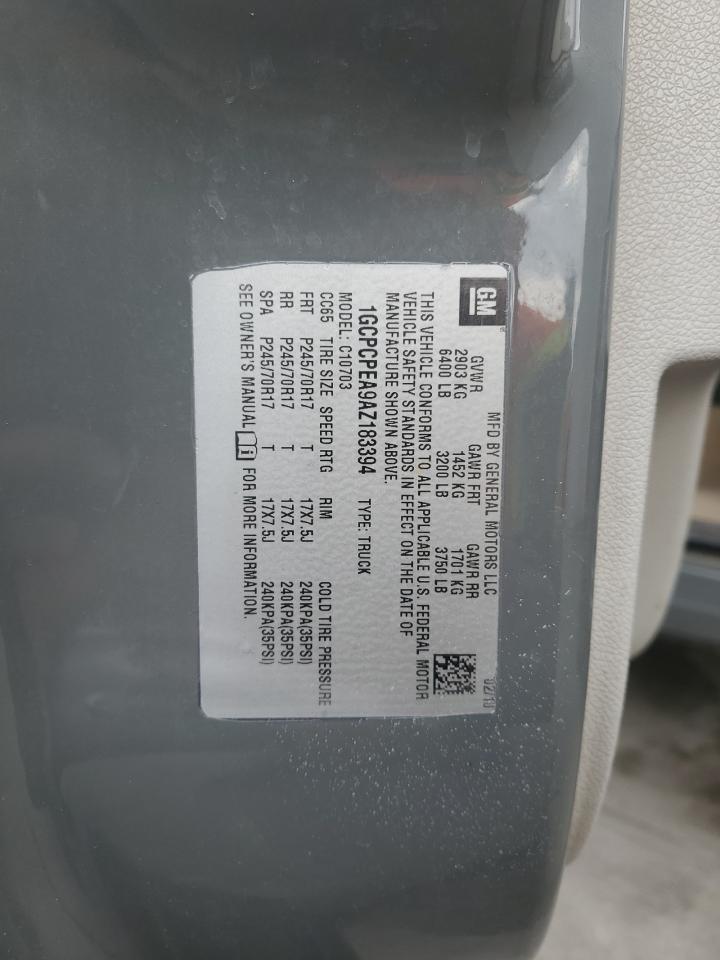 GM
MFD BY GENERAL MOTORS LLC
GVWR GAWR FRT GAWR RR
2903 KG 1452 KG 1701 KG
6400 LB 3200 LB 3750 LB
THIS VEHICLE CONFORMS TO ALL APPLICABLE U.S. FEDERAL MOTOR
VEHICLE SAFETY STANDARDS IN EFFECT ON THE DATE OF
MANUFACTURE SHOWN ABOVE.
1GCPCPEA9AZ183394 TYPE: TRUCK
MODEL: C10703
CC65 TIRE SIZE SPEED RTG RIM COLD TIRE PRESSURE
FRT P245/70R17 T 17X7.5J 240KPA(35PSI)
RR P245/70R17 T 17X7.5J 240KPA(35PSI)
SPA P245/70R17 T 17X7.5J 240KPA(35PSI)
SEE OWNER'S MANUAL FOR MORE INFORMATION.